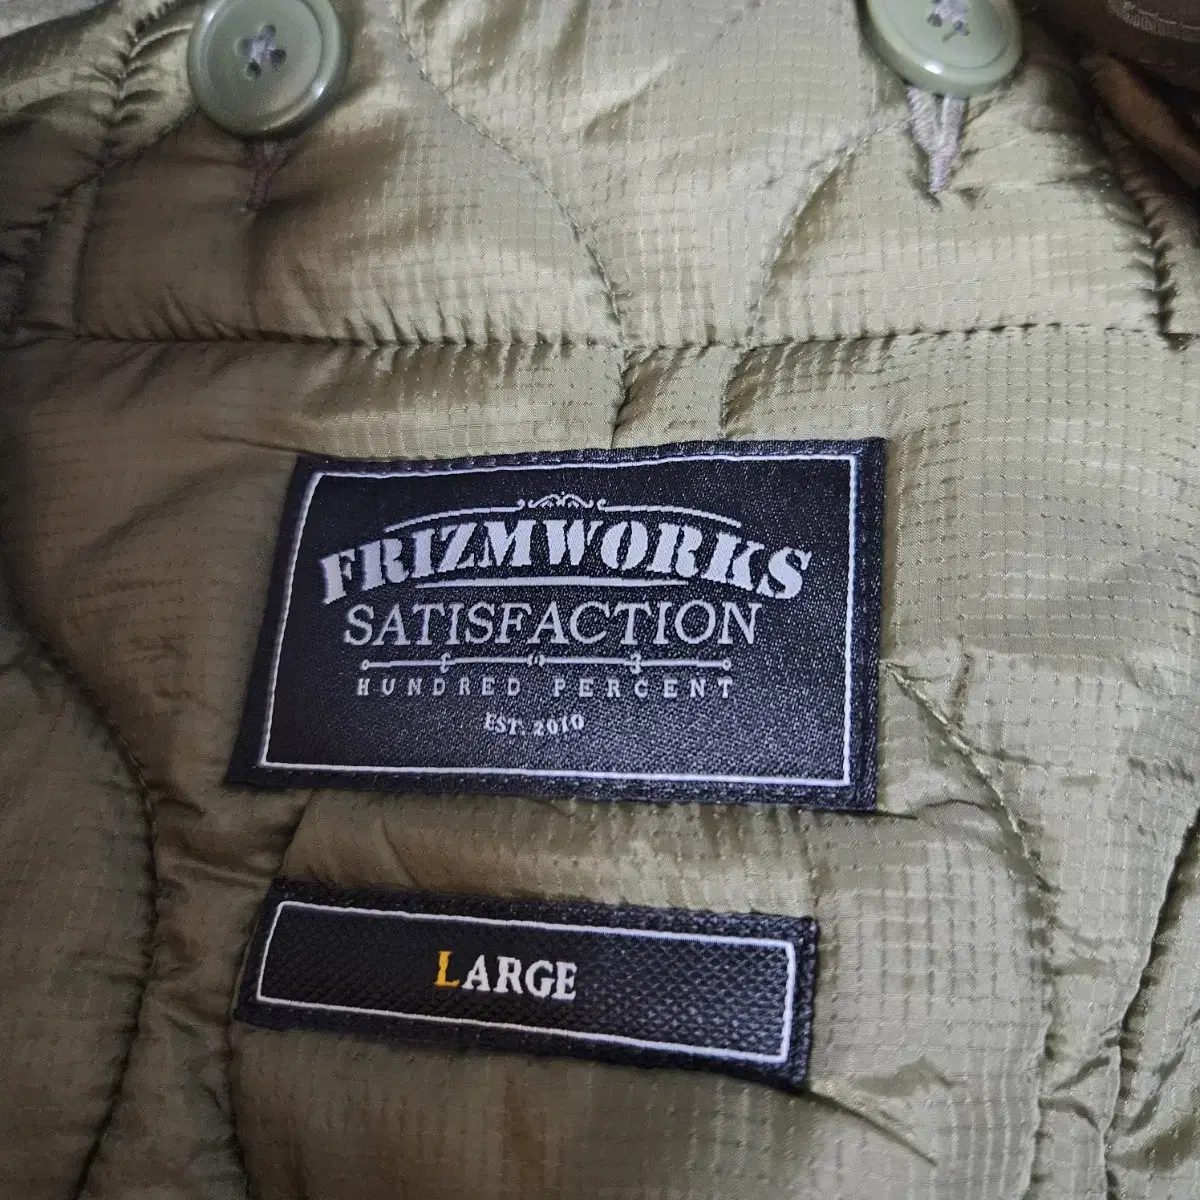 FRIZMWORKS
SATISFACTION
HUNDRED PERCENT
EST. 2010
LARGE